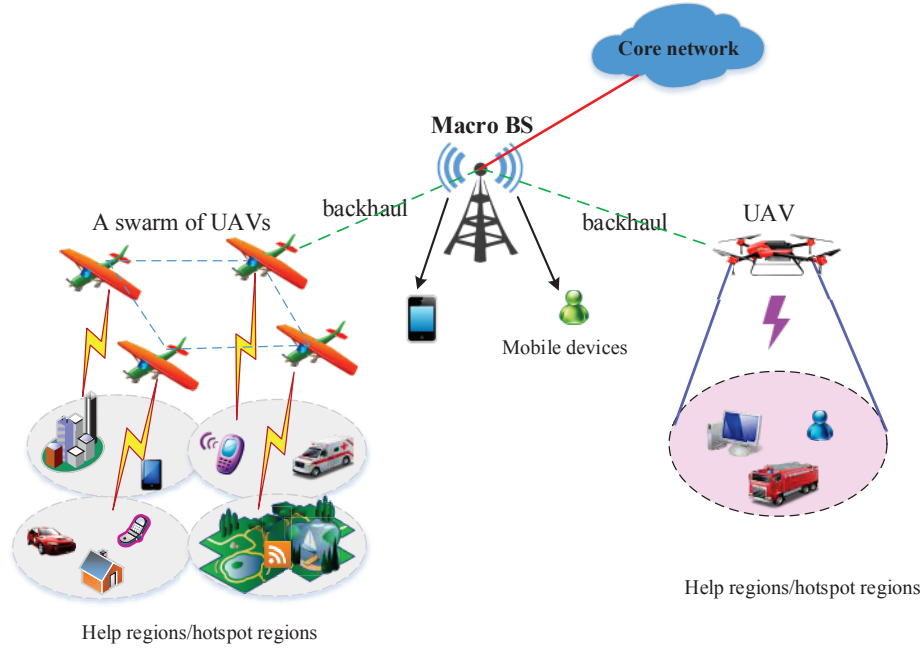 Core network
Macro BS
backhaul
A swarm of UAVs
backhaul
UAV
Mobile devices
Help regions/hotspot regions
Help regions/hotspot regions